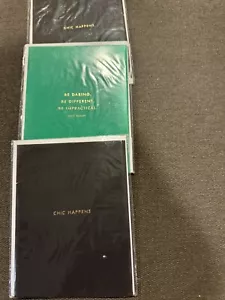 CHIC HAPPENS
BE DARING,
BE DIFFERENT,
BE IMPRACTICAL
CHIC HAPPENS